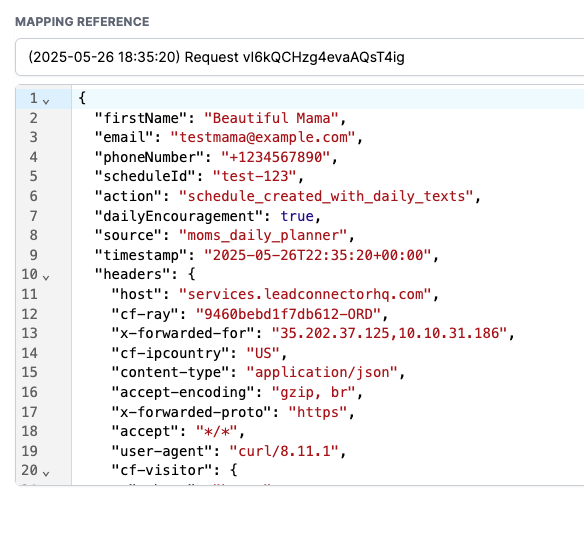 MAPPING REFERENCE
(2025-05-26 18:35:20) Request vI6kQCHzg4evaAQsT4ig
1 {
2 "firstName": "Beautiful Mama",
3 "email": "testmama@example.com",
4 "phoneNumber": "+1234567890",
5 "scheduleId": "test-123",
6 "action": "schedule_created_with_daily_texts",
7 "dailyEncouragement": true,
8 "source": "moms_daily_planner",
9 "timestamp": "2025-05-26T22:35:20+00:00",
10 "headers": {
11 "host": "services.leadconnectorhq.com",
12 "cf-ray": "9460bebd1f7db612-ORD",
13 "x-forwarded-for": "35.202.37.125,10.10.31.186",
14 "cf-ipcountry": "US",
15 "content-type": "application/json",
16 "accept-encoding": "gzip, br",
17 "x-forwarded-proto": "https",
18 "accept": "*/*",
19 "user-agent": "curl/8.11.1",
20 "cf-visitor": {